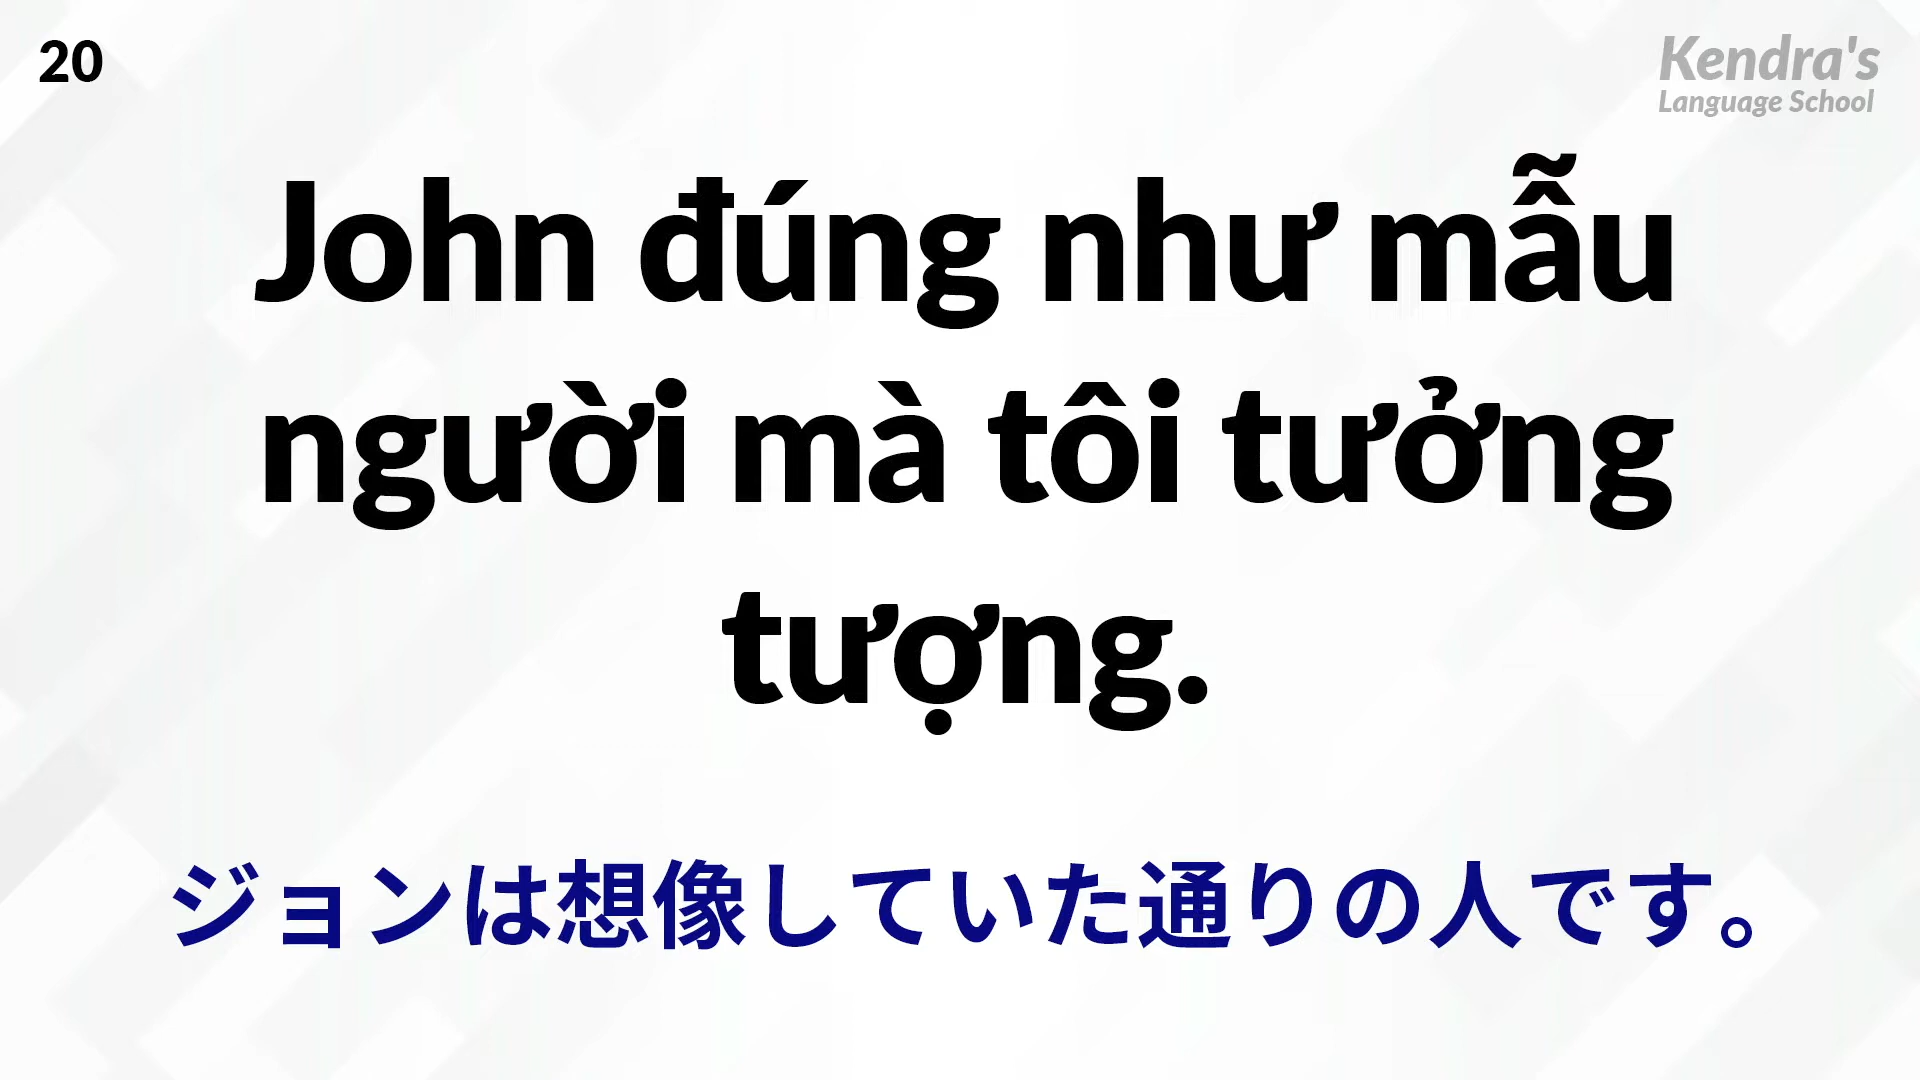 20
Kendra's
Language School
John đúng như mẫu
người mà tôi tưởng
tượng.
ジョンは想像していた通りの人です。